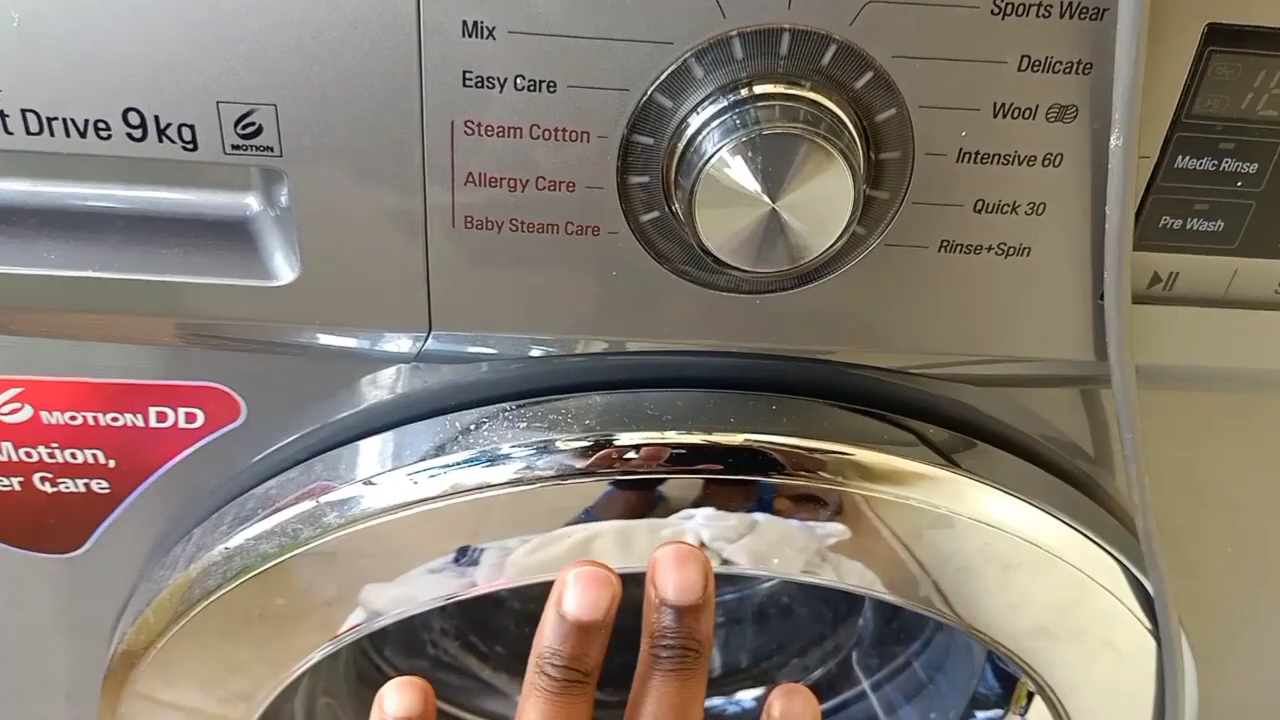 t Drive 9kg
6
MOTION
Mix
Easy Care
Steam Cotton
Allergy Care
Baby Steam Care
Sports Wear
Delicate
Wool
Intensive 60
Quick 30
Rinse+Spin
Medic Rinse
Pre Wash
6 MOTION DD
Motion,
er Care